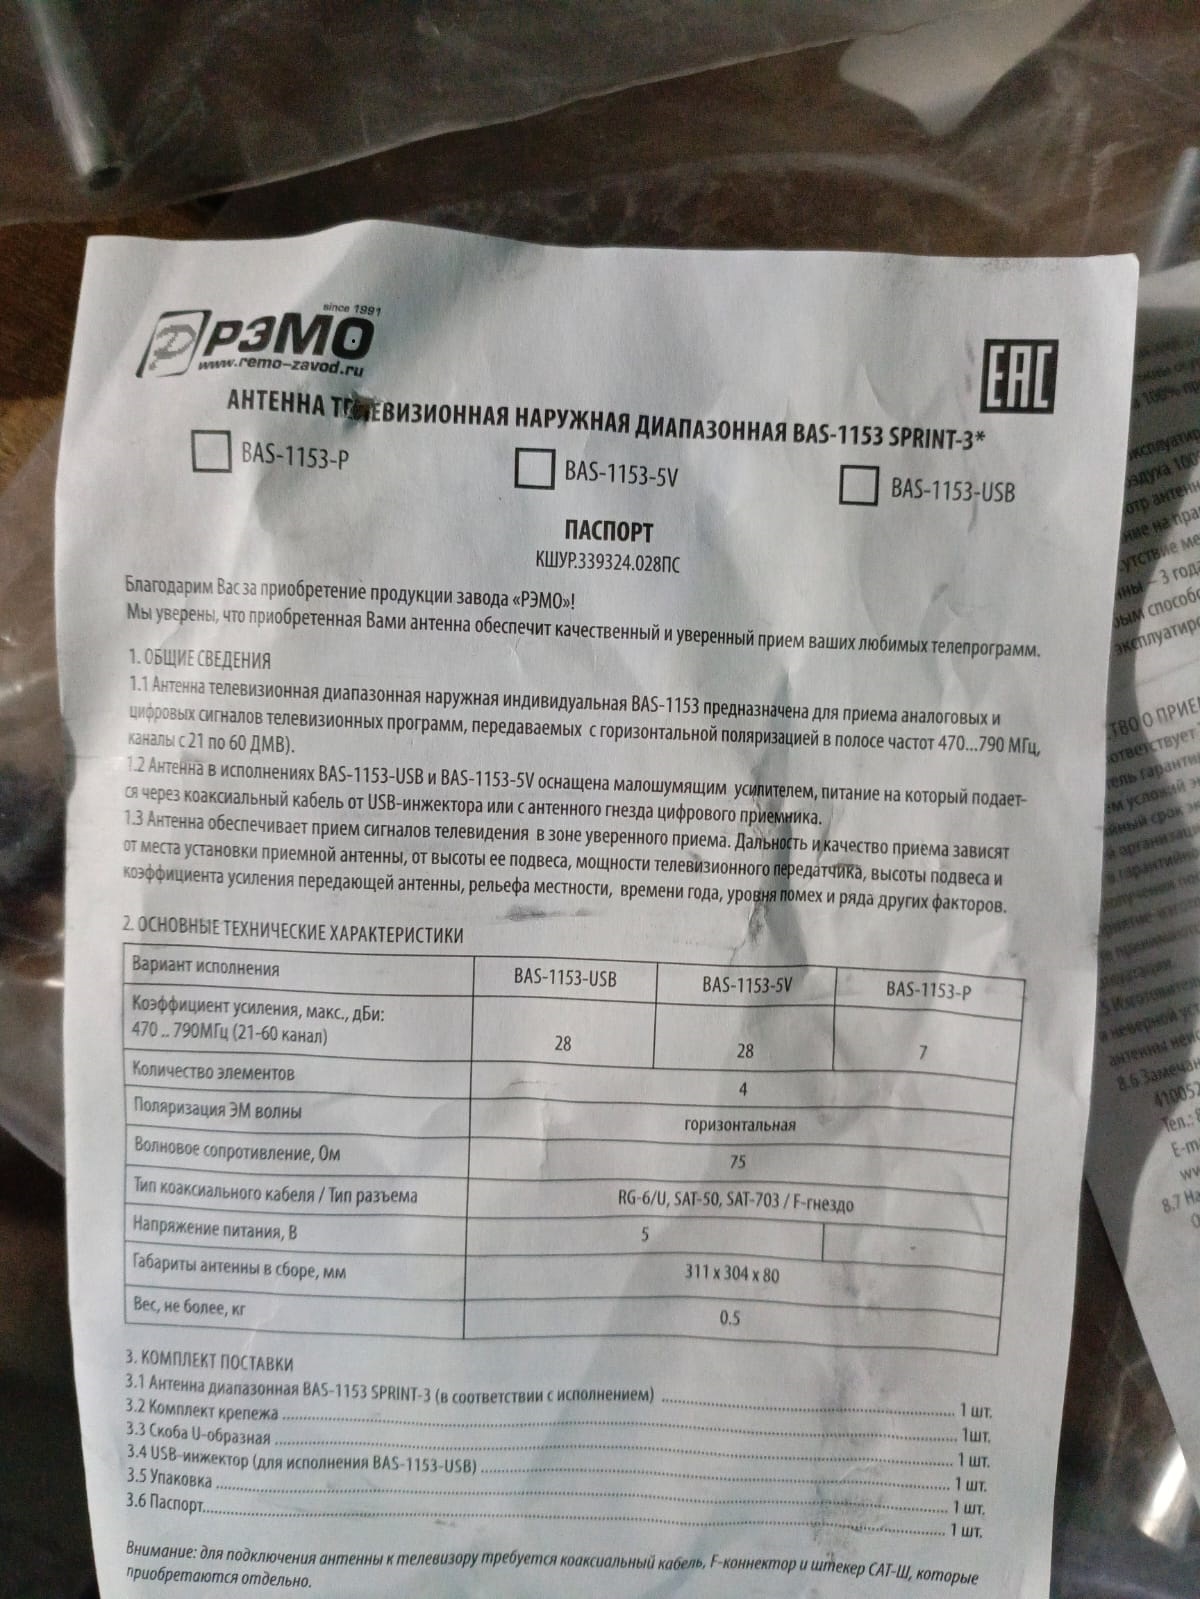 since 1991
РЭМО
www.remo-zavod.ru
EAC
АНТЕННА ТЕЛЕВИЗИОННАЯ НАРУЖНАЯ ДИАПАЗОННАЯ BAS-1153 SPRINT-3*
BAS-1153-P BAS-1153-5V BAS-1153-USB
ПАСПОРТ
КШУР.339324.028ПС
Благодарим Вас за приобретение продукции завода «РЭМО»!
Мы уверены, что приобретенная Вами антенна обеспечит качественный и уверенный прием ваших любимых телепрограмм.
1. ОБЩИЕ СВЕДЕНИЯ
1.1 Антенна телевизионная диапазонная наружная индивидуальная BAS-1153 предназначена для приема аналоговых и
цифровых сигналов телевизионных программ, передаваемых с горизонтальной поляризацией в полосе частот 470...790 МГц,
каналы с 21 по 60 ДМВ).
1.2 Антенна в исполнениях BAS-1153-USB и BAS-1153-5V оснащена малошумящим усилителем, питание на который подает-
ся через коаксиальный кабель от USB-инжектора или с антенного гнезда цифрового приемника.
1.3 Антенна обеспечивает прием сигналов телевидения в зоне уверенного приема. Дальность и качество приема зависят
от места установки приемной антенны, от высоты ее подвеса, мощности телевизионного передатчика, высоты подвеса и
коэффициента усиления передающей антенны, рельефа местности, времени года, уровня помех и ряда других факторов.
2. ОСНОВНЫЕ ТЕХНИЧЕСКИЕ ХАРАКТЕРИСТИКИ
Вариант исполнения BAS-1153-USB BAS-1153-5V BAS-1153-P
Коэффициент усиления, макс., дБи:
470 .. 790МГц (21-60 канал) 28 28 7
Количество элементов 4
Поляризация ЭМ волны горизонтальная
Волновое сопротивление, Ом 75
Тип коаксиального кабеля / Тип разъема RG-6/U, SAT-50, SAT-703 / F-гнездо
Напряжение питания, В 5 -
Габариты антенны в сборе, мм 311 x 304 x 80
Вес, не более, кг 0.5
3. КОМПЛЕКТ ПОСТАВКИ
3.1 Антенна диапазонная BAS-1153 SPRINT-3 (в соответствии с исполнением) ........ 1 шт.
3.2 Комплект крепежа ........ 1шт.
3.3 Скоба U-образная ........ 1 шт.
3.4 USB-инжектор (для исполнения BAS-1153-USB) ........ 1 шт.
3.5 Упаковка ........ 1 шт.
3.6 Паспорт........ 1 шт.
Внимание: для подключения антенны к телевизору требуется коаксиальный кабель, F-коннектор и штекер САТ-Ш, которые
приобретаются отдельно.
8.6 Замечан
41005
Тел.:
E-m
8.7 На